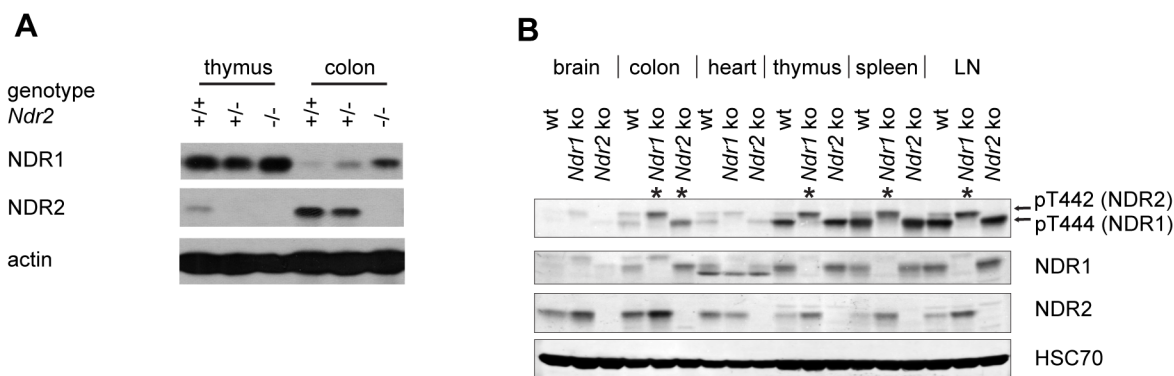 A
thymus colon
genotype
Ndr2
+/+ +/- -/- +/+ +/- -/-
NDR1
NDR2
actin
B
brain | colon | heart | thymus | spleen | LN
wt Ndr1 ko Ndr2 ko wt Ndr1 ko Ndr2 ko wt Ndr1 ko Ndr2 ko wt Ndr1 ko Ndr2 ko wt Ndr1 ko Ndr2 ko wt Ndr1 ko Ndr2 ko
* * * * *
pT442 (NDR2)
pT444 (NDR1)
NDR1
NDR2
HSC70